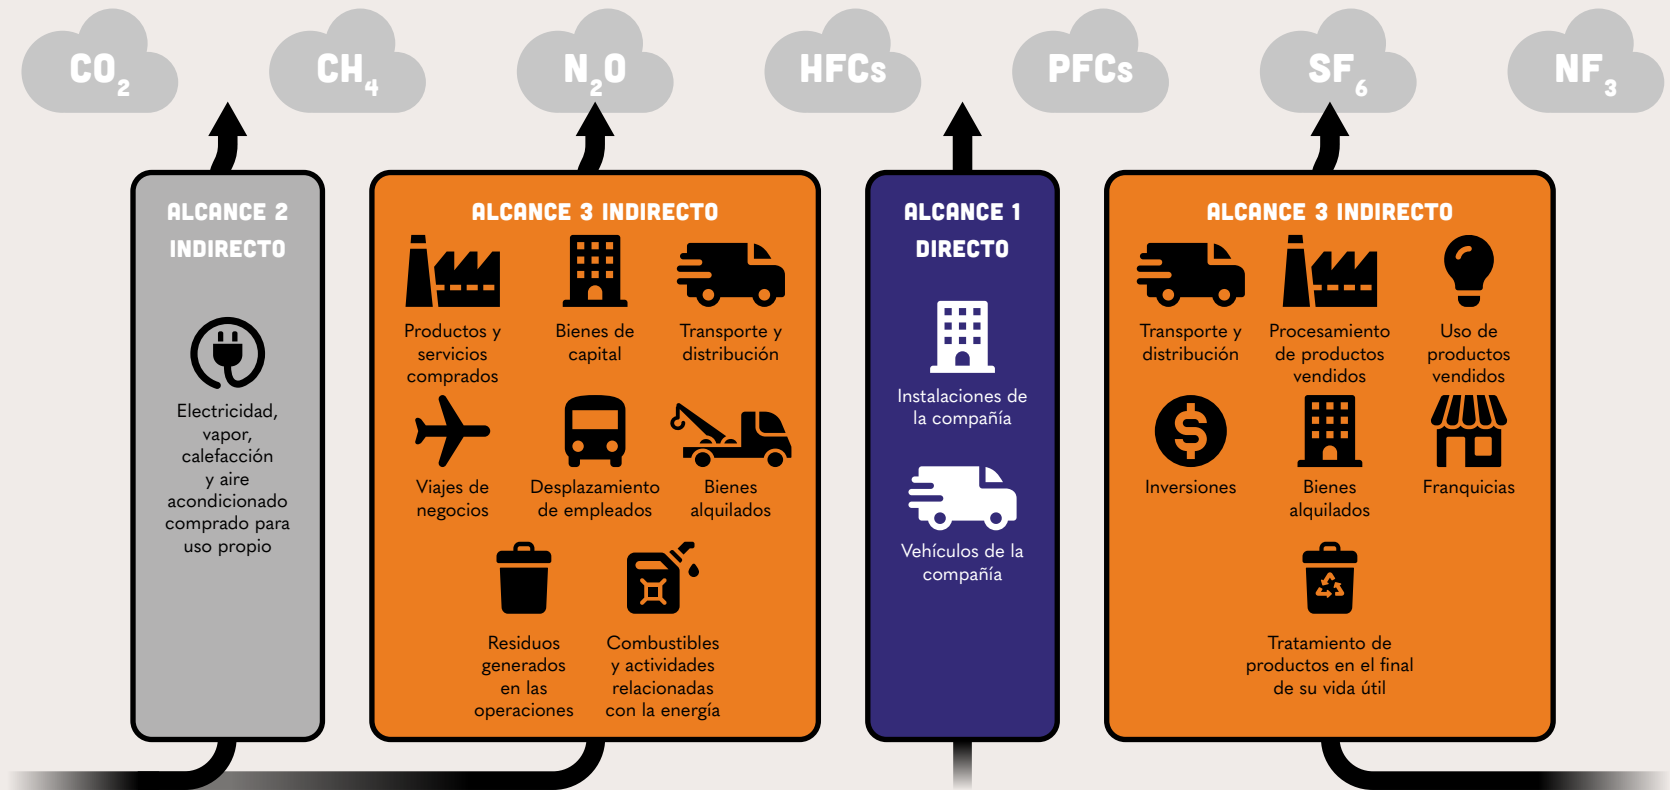 CO2
CH4
N2O
HFCs
PFCs
SF6
NF3
ALCANCE 2
INDIRECTO
Electricidad,
vapor,
calefacción
y aire
acondicionado
comprado para
uso propio
ALCANCE 3 INDIRECTO
Productos y
servicios
comprados
Bienes de
capital
Transporte y
distribución
Viajes de
negocios
Desplazamiento
de empleados
Bienes
alquilados
Residuos
generados
en las
operaciones
Combustibles
y actividades
relacionadas
con la energía
ALCANCE 1
DIRECTO
Instalaciones de
la compañía
Vehículos de la
compañía
ALCANCE 3 INDIRECTO
Transporte y
distribución
Procesamiento
de productos
vendidos
Uso de
productos
vendidos
Inversiones
Bienes
alquilados
Franquicias
Tratamiento de
productos en el final
de su vida útil